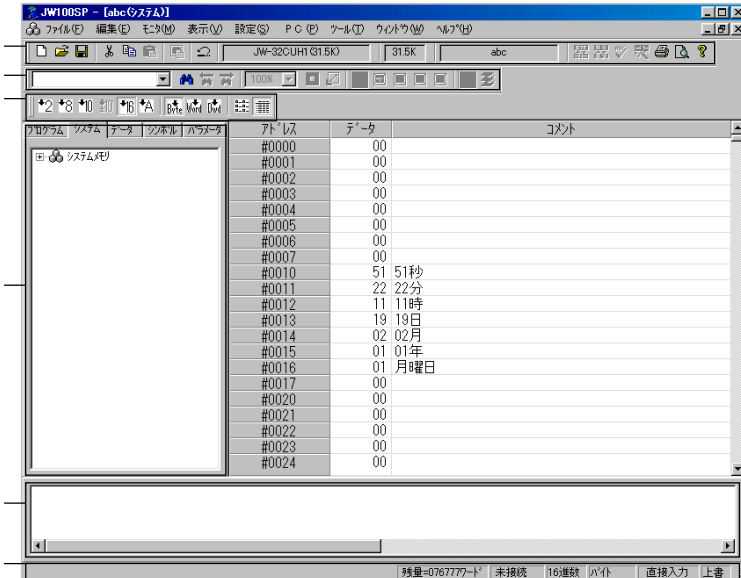 JW100SP - [abc(システム)]
ファイル(F) 編集(E) モニタ(M) 表示(V) 設定(S) PC(P) ツール(T) ウィンドウ(W) ヘルプ(H)
JW-32CUH1(31.5K) 31.5K abc
100%
2 8 10 10 16 A Byte Word Dwd
プログラム システム データ シンボル パラメータ
アドレス データ コメント
システムメモリ
#0000 00
#0001 00
#0002 00
#0003 00
#0004 00
#0005 00
#0006 00
#0007 00
#0010 51 51秒
#0011 22 22分
#0012 11 11時
#0013 19 19日
#0014 02 02月
#0015 01 01年
#0016 01 月曜日
#0017 00
#0020 00
#0021 00
#0022 00
#0023 00
#0024 00
残量=076777ワード 未接続 16進数 バイト 直接入力 上書